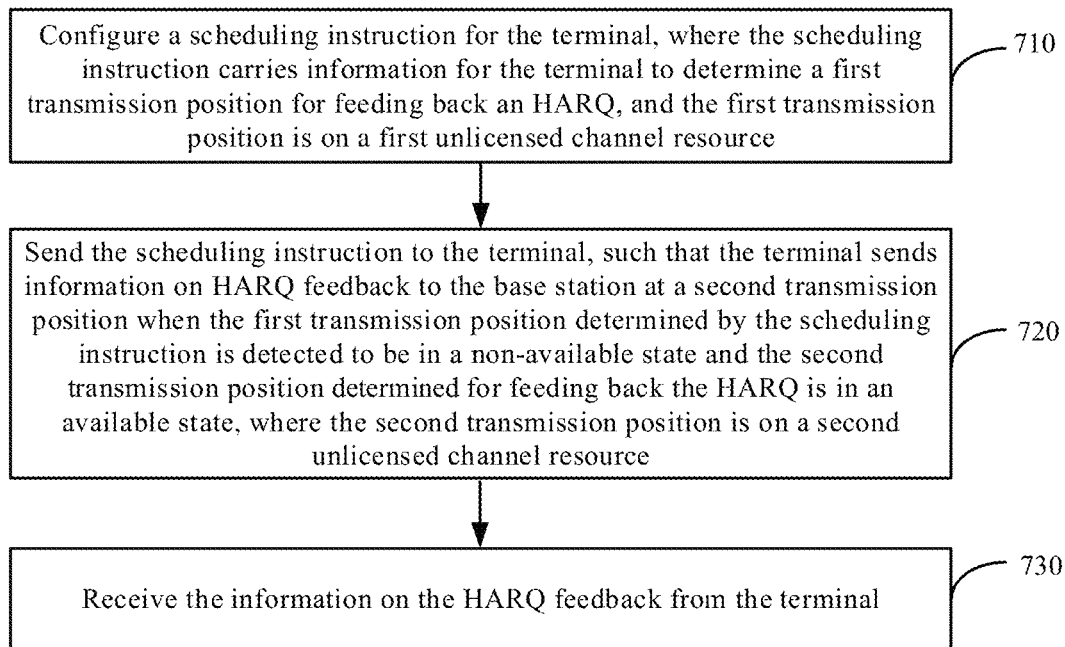 Configure a scheduling instruction for the terminal, where the scheduling
instruction carries information for the terminal to determine a first
transmission position for feeding back an HARQ, and the first transmission
position is on a first unlicensed channel resource
710
Send the scheduling instruction to the terminal, such that the terminal sends
information on HARQ feedback to the base station at a second transmission
position when the first transmission position determined by the scheduling
instruction is detected to be in a non-available state and the second
transmission position determined for feeding back the HARQ is in an
available state, where the second transmission position is on a second
unlicensed channel resource
720
Receive the information on the HARQ feedback from the terminal
730